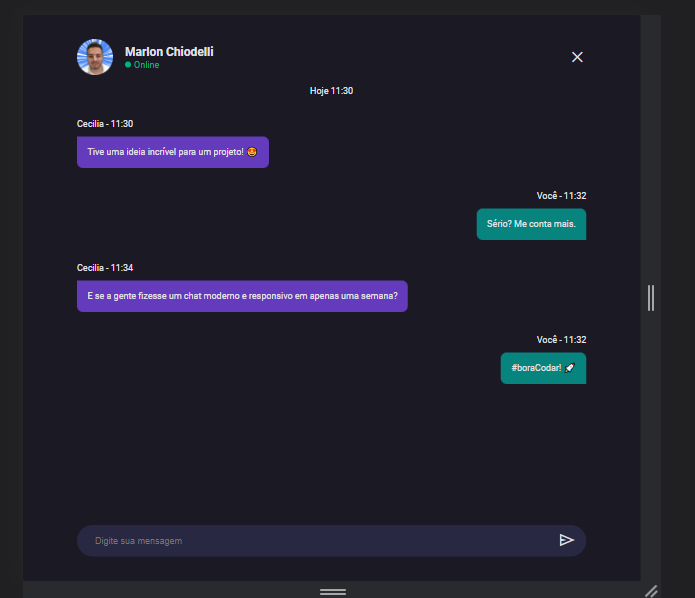 Marlon Chiodelli
Online
Hoje 11:30
Cecilia - 11:30
Tive uma ideia incrível para um projeto! 🤩
Você - 11:32
Sério? Me conta mais.
Cecilia - 11:34
E se a gente fizesse um chat moderno e responsivo em apenas uma semana?
Você - 11:32
#boraCodar! 🚀
Digite sua mensagem